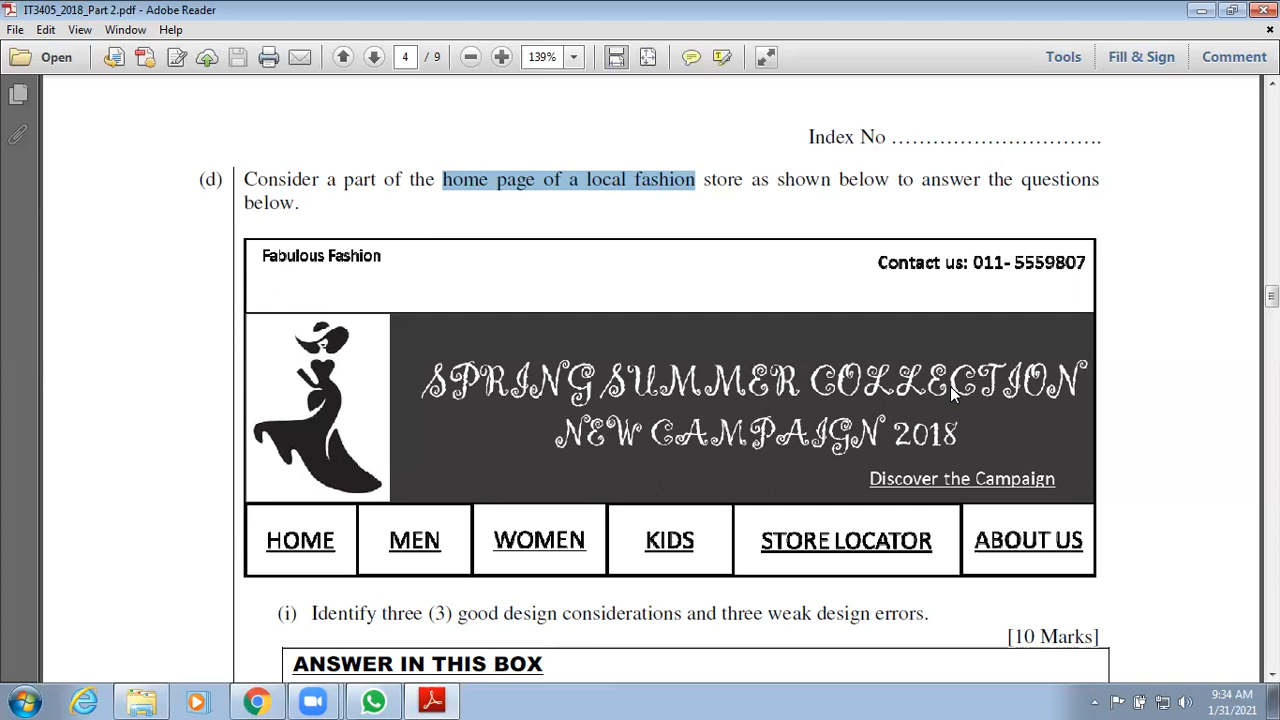 IT3405_2018_Part 2.pdf - Adobe Reader
File Edit View Window Help
Open 4 / 9 139% Tools Fill & Sign Comment
Index No ………………………….
(d) Consider a part of the home page of a local fashion store as shown below to answer the questions
below.
Fabulous Fashion
Contact us: 011- 5559807
SPRING SUMMER COLLECTION
NEW CAMPAIGN 2018
Discover the Campaign
HOME MEN WOMEN KIDS STORE LOCATOR ABOUT US
(i) Identify three (3) good design considerations and three weak design errors.
[10 Marks]
ANSWER IN THIS BOX
9:34 AM
1/31/2021